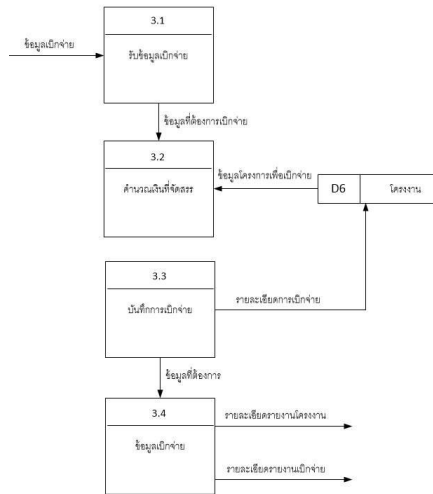 3.1
ข้อมูลเบิกจ่าย
รับข้อมูลเบิกจ่าย
ข้อมูลที่ต้องการเบิกจ่าย
3.2
ข้อมูลโครงการเพื่อเบิกจ่าย
คำนวณเงินที่จัดสรร
D6 โครงงาน
3.3
บันทึกการเบิกจ่าย
รายละเอียดการเบิกจ่าย
ข้อมูลที่ต้องการ
3.4
รายละเอียดรายงานโครงงาน
ข้อมูลเบิกจ่าย
รายละเอียดรายงานเบิกจ่าย